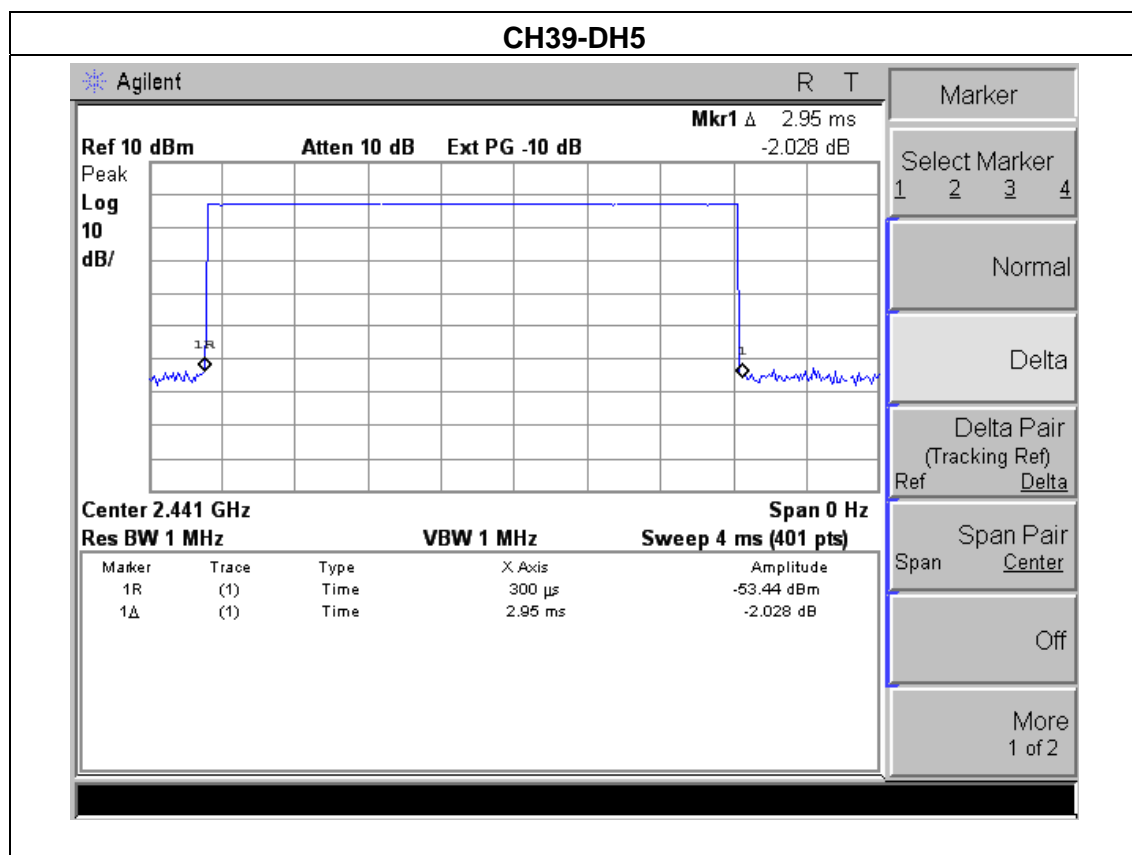 CH39-DH5
Agilent R T
Mkr1 Δ 2.95 ms
Ref 10 dBm Atten 10 dB Ext PG -10 dB -2.028 dB
Peak
Log
10
dB/
1R
1
Center 2.441 GHz Span 0 Hz
Res BW 1 MHz VBW 1 MHz Sweep 4 ms (401 pts)
Marker Trace Type X Axis Amplitude
1R (1) Time 300 µs -53.44 dBm
1Δ (1) Time 2.95 ms -2.028 dB
Marker
Select Marker
1 2 3 4
Normal
Delta
Delta Pair
(Tracking Ref)
Ref Delta
Span Pair
Span Center
Off
More
1 of 2